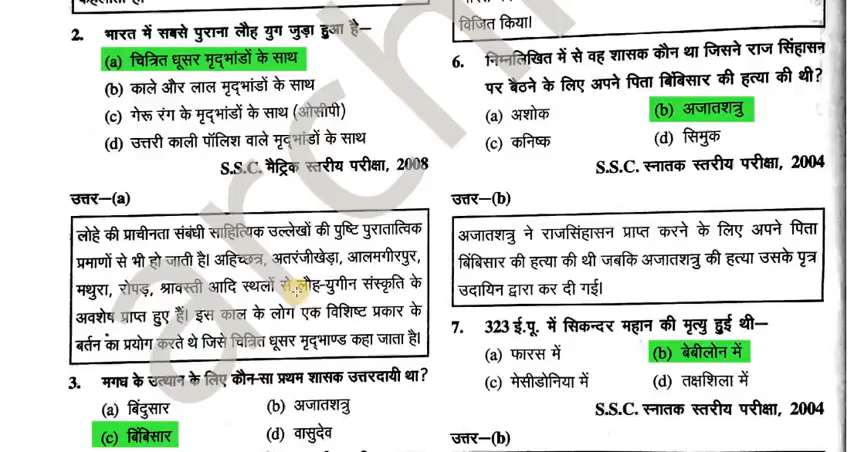 2. भारत में सबसे पुराना लौह युग जुड़ा हुआ है—
(a) चित्रित धूसर मृद्भांडों के साथ
(b) काले और लाल मृद्भांडों के साथ
(c) गेरू रंग के मृद्भांडों के साथ (ओसीपी)
(d) उत्तरी काली पॉलिश वाले मृद्भांडों के साथ
S.S.C. मैट्रिक स्तरीय परीक्षा, 2008
उत्तर—(a)
लोहे की प्राचीनता संबंधी साहित्यिक उल्लेखों की पुष्टि पुरातात्विक
प्रमाणों से भी हो जाती है। अहिच्छत्र, अतरंजीखेड़ा, आलमगीरपुर,
मथुरा, रोपड़, श्रावस्ती आदि स्थलों से लौह-युगीन संस्कृति के
अवशेष प्राप्त हुए हैं। इस काल के लोग एक विशिष्ट प्रकार के
बर्तन का प्रयोग करते थे जिसे चित्रित धूसर मृद्भाण्ड कहा जाता है।
3. मगध के उत्थान के लिए कौन-सा प्रथम शासक उत्तरदायी था?
(a) बिंदुसार (b) अजातशत्रु
(c) बिंबिसार (d) वासुदेव
विजित किया।
6. निम्नलिखित में से वह शासक कौन था जिसने राज सिंहासन
पर बैठने के लिए अपने पिता बिंबिसार की हत्या की थी?
(a) अशोक (b) अजातशत्रु
(c) कनिष्क (d) सिमुक
S.S.C. स्नातक स्तरीय परीक्षा, 2004
उत्तर—(b)
अजातशत्रु ने राजसिंहासन प्राप्त करने के लिए अपने पिता
बिंबिसार की हत्या की थी जबकि अजातशत्रु की हत्या उसके पुत्र
उदायिन द्वारा कर दी गई।
7. 323 ई.पू. में सिकन्दर महान की मृत्यु हुई थी—
(a) फारस में (b) बेबीलोन में
(c) मेसीडोनिया में (d) तक्षशिला में
S.S.C. स्नातक स्तरीय परीक्षा, 2004
उत्तर—(b)